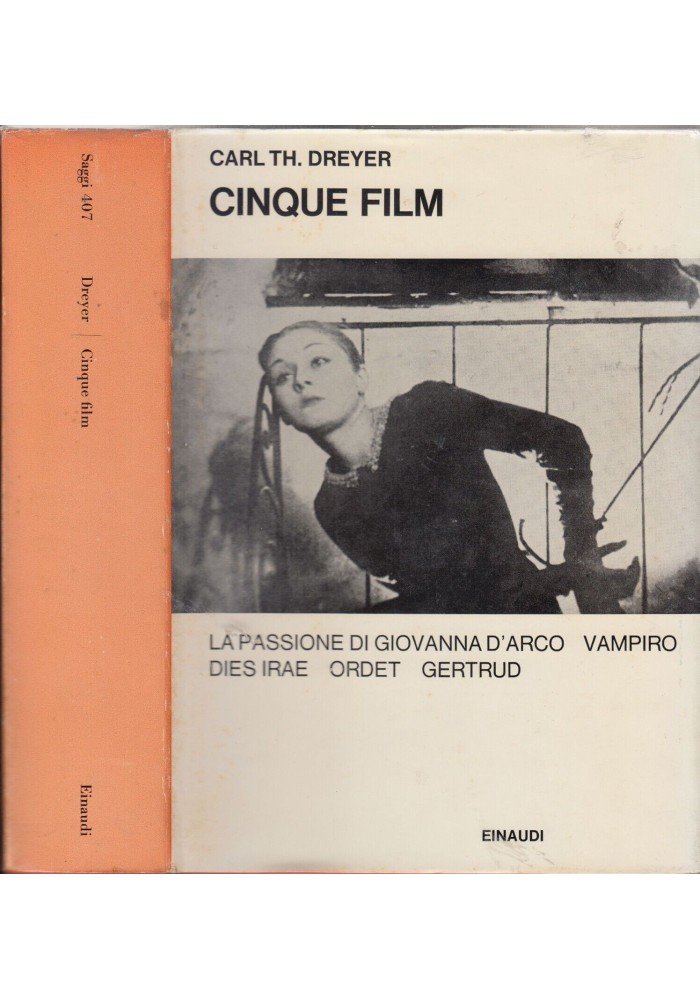 Saggi 407 Dreyer | Cinque film Einaudi
CARL TH. DREYER
CINQUE FILM
LA PASSIONE DI GIOVANNA D'ARCO VAMPIRO
DIES IRAE ORDET GERTRUD
EINAUDI